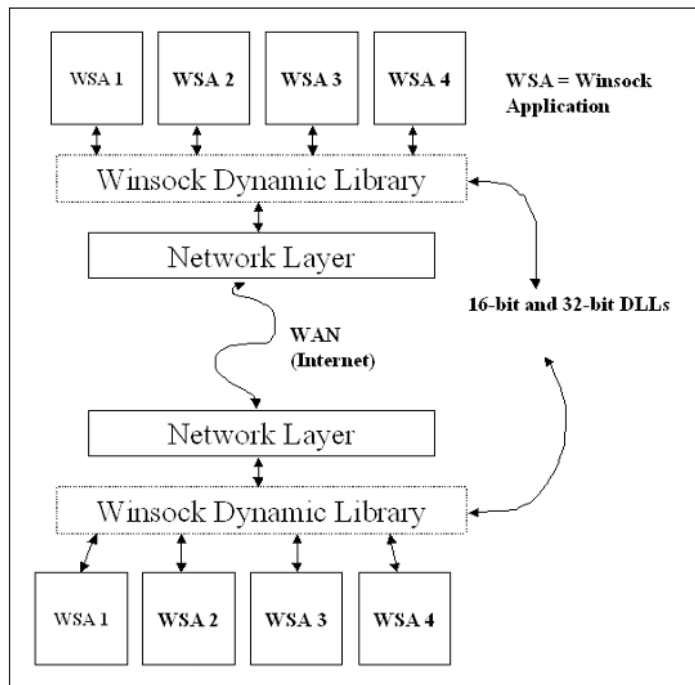 WSA 1
WSA 2
WSA 3
WSA 4
WSA = Winsock
Application
Winsock Dynamic Library
Network Layer
16-bit and 32-bit DLLs
WAN
(Internet)
Network Layer
Winsock Dynamic Library
WSA 1
WSA 2
WSA 3
WSA 4